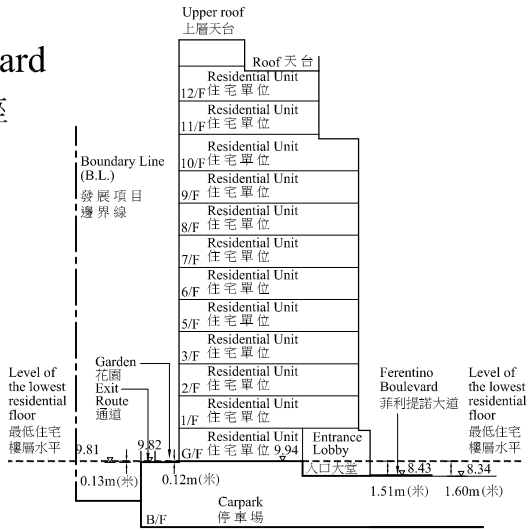 Upper roof
上層天台
ard
Roof 天台
Residential Unit
12/F 住宅單位
Residential Unit
11/F 住宅單位
Residential Unit
10/F 住宅單位
Residential Unit
9/F 住宅單位
Residential Unit
8/F 住宅單位
Residential Unit
7/F 住宅單位
Residential Unit
6/F 住宅單位
Residential Unit
5/F 住宅單位
Residential Unit
3/F 住宅單位
Residential Unit
2/F 住宅單位
Residential Unit
1/F 住宅單位
Residential Unit
G/F 住宅單位
9.94
Boundary Line
(B.L.)
發展項目
邊界線
Garden
花園
Exit
Route
通道
Level of
the lowest
residential
floor
最低住宅
樓層水平
9.81
9.82
0.13m(米)
0.12m(米)
Entrance
Lobby
入口大堂
Ferentino
Boulevard
菲利提諾大道
Level of
the lowest
residential
floor
最低住宅
樓層水平
8.43
8.34
1.51m(米)
1.60m(米)
Carpark
停車場
B/F